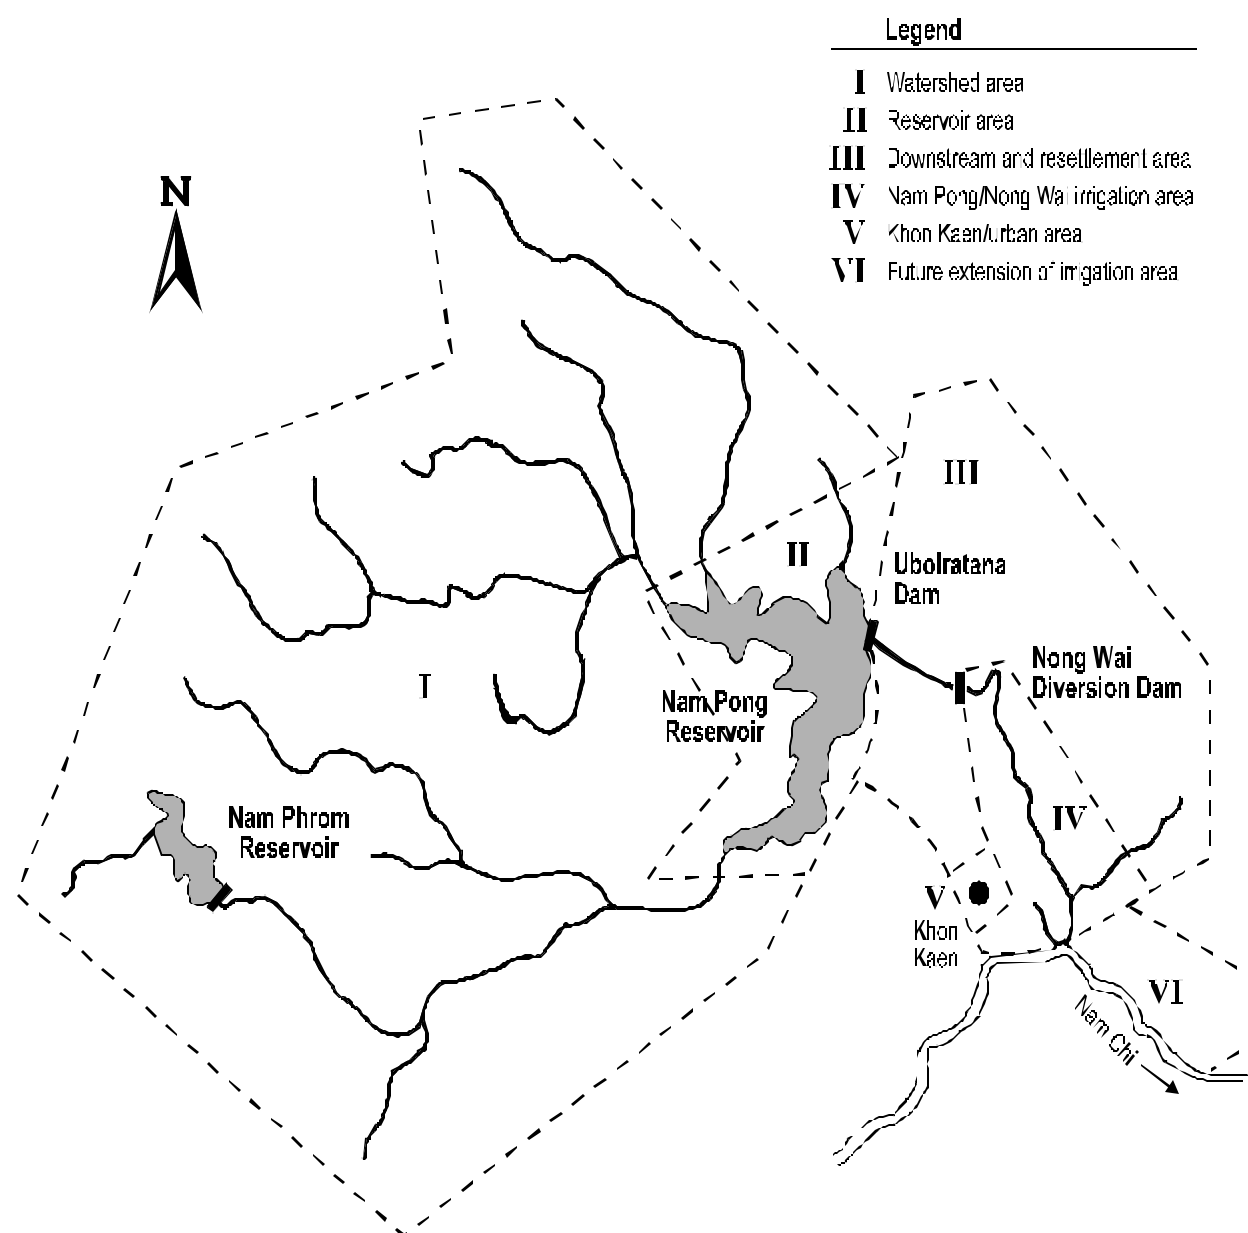 Legend
I Watershed area
II Reservoir area
III Downstream and resettlement area
IV Nam Pong/Nong Wai irrigation area
V Khon Kaen/urban area
VI Future extension of irrigation area
N
III
II
Ubolratana
Dam
Nong Wai
Diversion Dam
I
Nam Pong
Reservoir
Nam Phrom
Reservoir
IV
V
Khon
Kaen
VI
Nam Chi